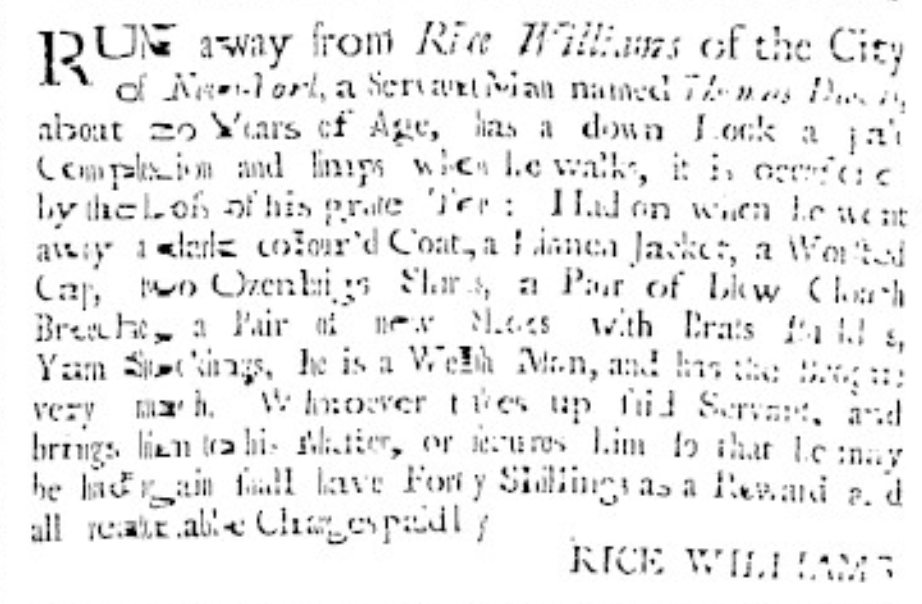 RUN away from Rice Williams of the City
of New-York, a Servant Man named Thomas
about 20 Years of Age, has a down Look a pale
Complexion and limps when he walks, it is occasioned
by the Loss of his great Toe: Had on when he went
away a dark colour'd Coat, a Flannen Jacket, a Worsted
Cap, two Ozenbrigs Shirts, a Pair of blew Cloath
Breeches, a Pair of new Shoes with Brass Buckles,
Yarn Stockings, he is a Welsh Man, and has the Brogue
very much. Whosoever takes up said Servant, and
brings him to his Master, or secures him so that he may
be had again shall have Forty Shillings as a Reward and
all reasonable Charges paid by
RICE WILLIAMS